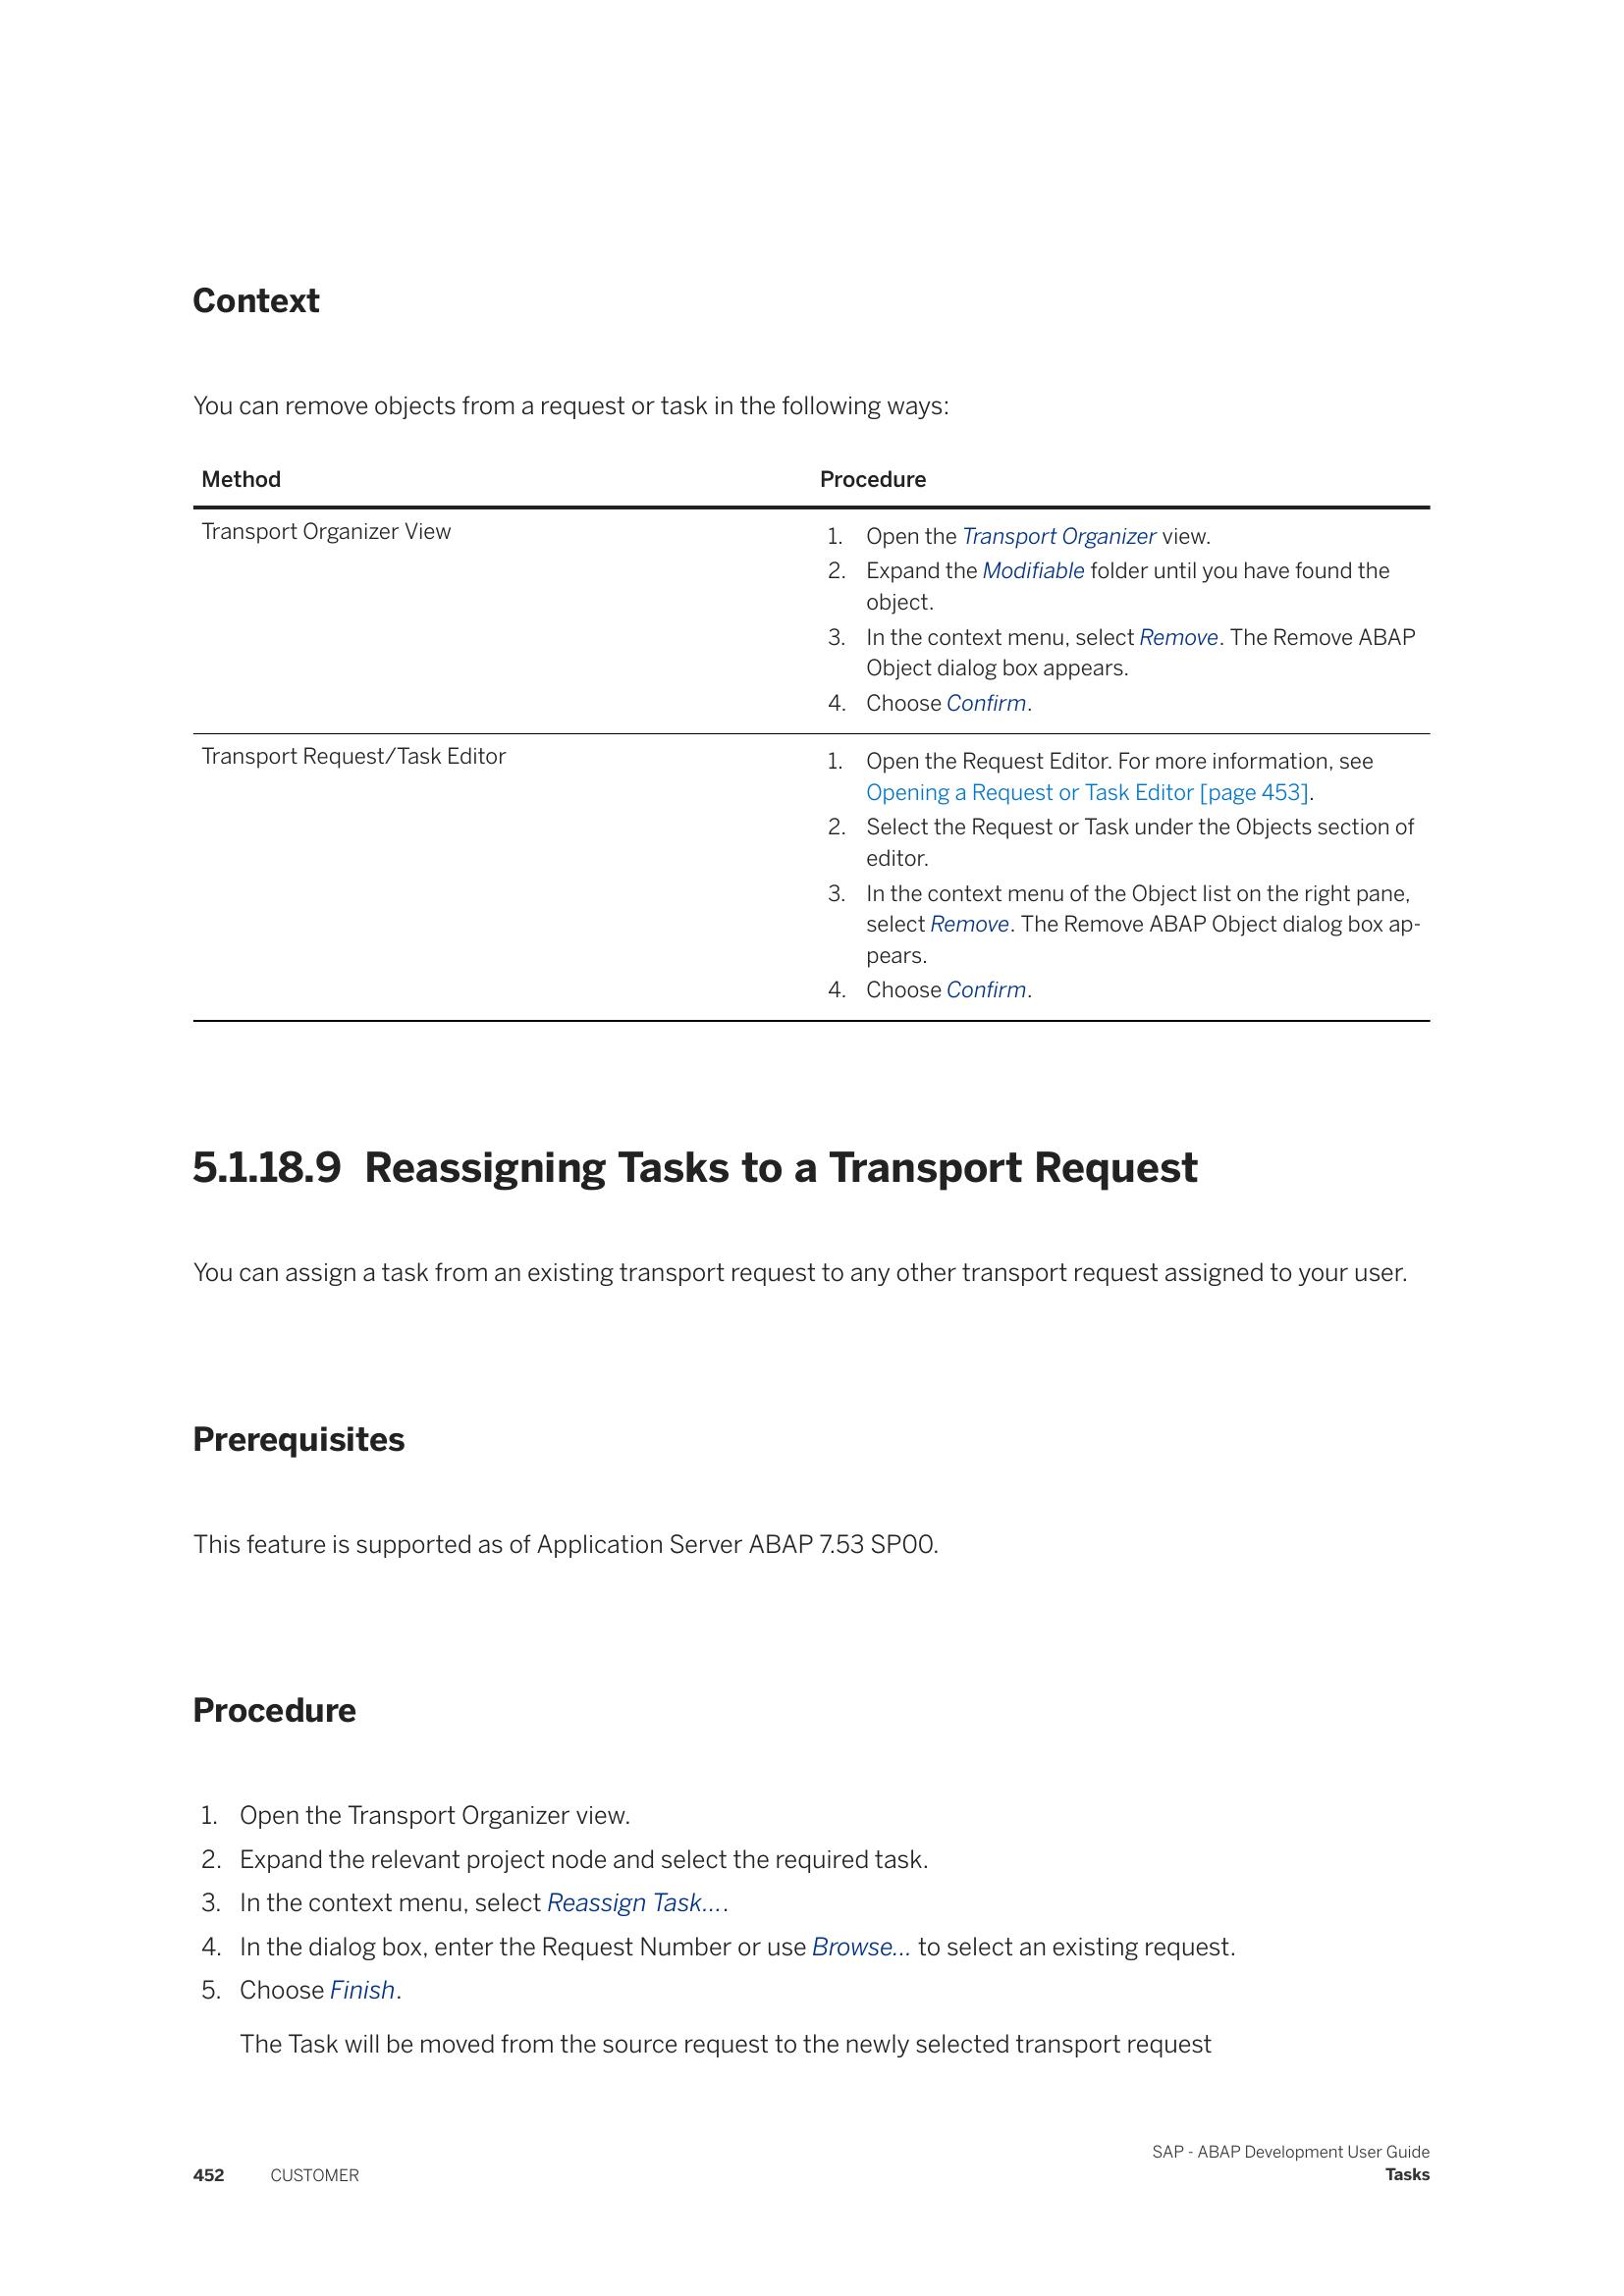 Context
You can remove objects from a request or task in the following ways:
Method Procedure
Transport Organizer View
1. Open the Transport Organizer view.
2. Expand the Modifiable folder until you have found the
object.
3. In the context menu, select Remove. The Remove ABAP
Object dialog box appears.
4. Choose Confirm.
Transport Request/Task Editor
1. Open the Request Editor. For more information, see
Opening a Request or Task Editor [page 453].
2. Select the Request or Task under the Objects section of
editor.
3. In the context menu of the Object list on the right pane,
select Remove. The Remove ABAP Object dialog box ap-
pears.
4. Choose Confirm.
5.1.18.9 Reassigning Tasks to a Transport Request
You can assign a task from an existing transport request to any other transport request assigned to your user.
Prerequisites
This feature is supported as of Application Server ABAP 7.53 SP00.
Procedure
1. Open the Transport Organizer view.
2. Expand the relevant project node and select the required task.
3. In the context menu, select Reassign Task....
4. In the dialog box, enter the Request Number or use Browse... to select an existing request.
5. Choose Finish.
The Task will be moved from the source request to the newly selected transport request
SAP - ABAP Development User Guide
452 CUSTOMER Tasks